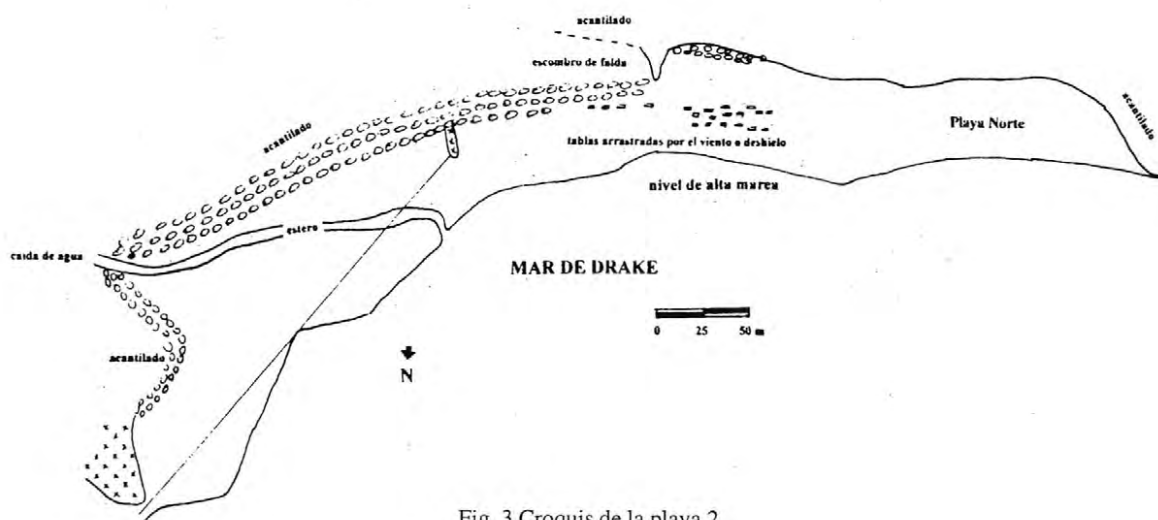 acantilado
escombro de falda
acantilado
acantilado
Playa Norte
tablas arrastradas por el viento o deshielo
nivel de alta marea
estero
caida de agua
MAR DE DRAKE
0 25 50 m
acantilado
N
Fig. 3 Croquis de la playa 2